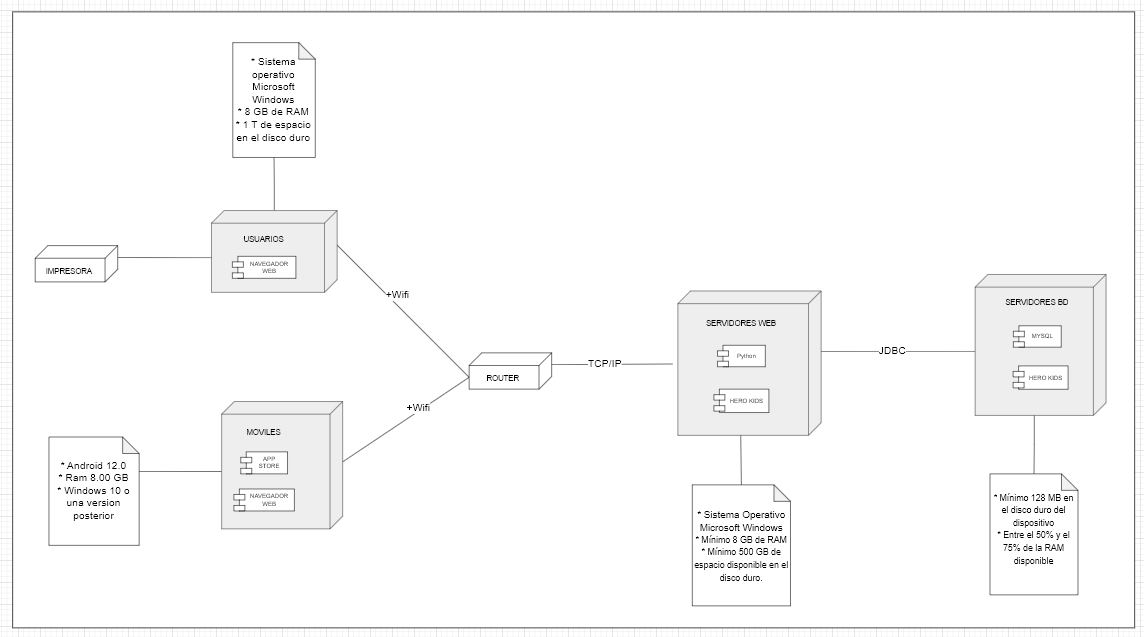 * Sistema
operativo
Microsoft
Windows
* 8 GB de RAM
* 1 T de espacio
en el disco duro
USUARIOS
NAVEGADOR
WEB
IMPRESORA
+Wifi
ROUTER
TCP/IP
SERVIDORES WEB
Python
HERO KIDS
JDBC
SERVIDORES BD
MYSQL
HERO KIDS
+Wifi
MOVILES
APP
STORE
NAVEGADOR
WEB
* Android 12.0
* Ram 8.00 GB
* Windows 10 o
una version
posterior
* Sistema Operativo
Microsoft Windows
* Mínimo 8 GB de RAM
* Mínimo 500 GB de
espacio disponible en el
disco duro.
* Mínimo 128 MB en
el disco duro del
dispositivo
* Entre el 50% y el
75% de la RAM
disponible